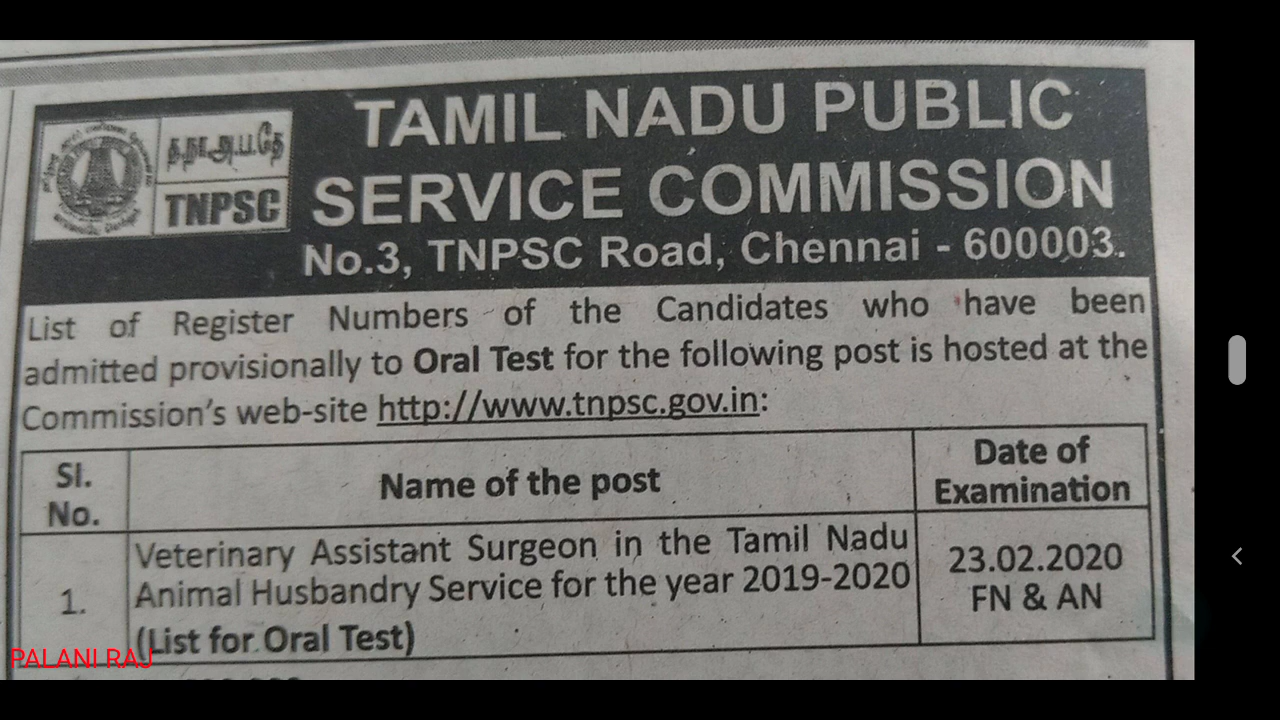 த.நா.அ.ப.தே
TNPSC
TAMIL NADU PUBLIC
SERVICE COMMISSION
No.3, TNPSC Road, Chennai - 600003.
List of Register Numbers of the Candidates who have been
admitted provisionally to Oral Test for the following post is hosted at the
Commission's web-site http://www.tnpsc.gov.in:
Sl.
No.
Name of the post
Date of
Examination
1.
Veterinary Assistant Surgeon in the Tamil Nadu
Animal Husbandry Service for the year 2019-2020
(List for Oral Test)
23.02.2020
FN & AN
PALANI RAJ